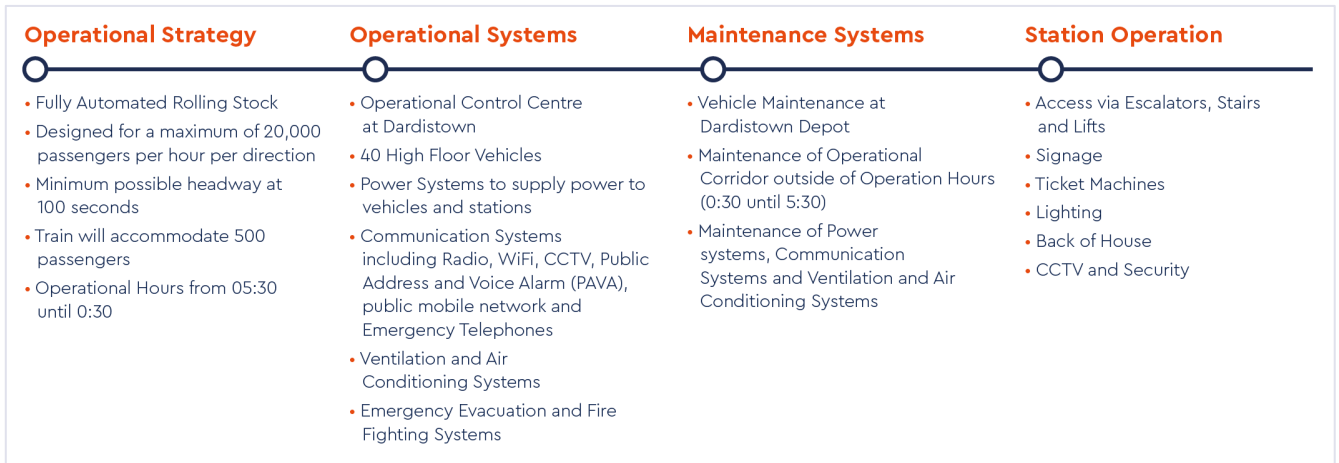 Operational Strategy
• Fully Automated Rolling Stock
• Designed for a maximum of 20,000
passengers per hour per direction
• Minimum possible headway at
100 seconds
• Train will accommodate 500
passengers
• Operational Hours from 05:30
until 0:30
Operational Systems
• Operational Control Centre
at Dardistown
• 40 High Floor Vehicles
• Power Systems to supply power to
vehicles and stations
• Communication Systems
including Radio, WiFi, CCTV, Public
Address and Voice Alarm (PAVA),
public mobile network and
Emergency Telephones
• Ventilation and Air
Conditioning Systems
• Emergency Evacuation and Fire
Fighting Systems
Maintenance Systems
• Vehicle Maintenance at
Dardistown Depot
• Maintenance of Operational
Corridor outside of Operation Hours
(0:30 until 5:30)
• Maintenance of Power
systems, Communication
Systems and Ventilation and Air
Conditioning Systems
Station Operation
• Access via Escalators, Stairs
and Lifts
• Signage
• Ticket Machines
• Lighting
• Back of House
• CCTV and Security